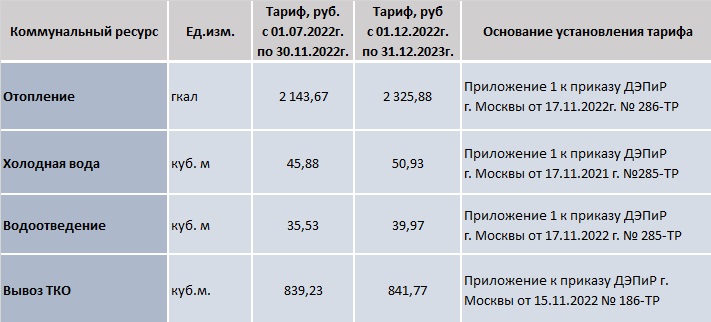 Коммунальный ресурс
Ед.изм.
Тариф, руб.
с 01.07.2022г.
по 30.11.2022г.
Тариф, руб
с 01.12.2022г.
по 31.12.2023г.
Основание установления тарифа
Отопление
гкал
2 143,67
2 325,88
Приложение 1 к приказу ДЭПиР
г. Москвы от 17.11.2022г. № 286-ТР
Холодная вода
куб. м
45,88
50,93
Приложение 1 к приказу ДЭПиР
г. Москвы от 17.11.2021 г. №285-ТР
Водоотведение
куб. м
35,53
39,97
Приложение 1 к приказу ДЭПиР
г. Москвы от 17.11.2022 г. № 285-ТР
Вывоз ТКО
куб.м.
839,23
841,77
Приложение к приказу ДЭПиР г.
Москвы от 15.11.2022 № 186-ТР